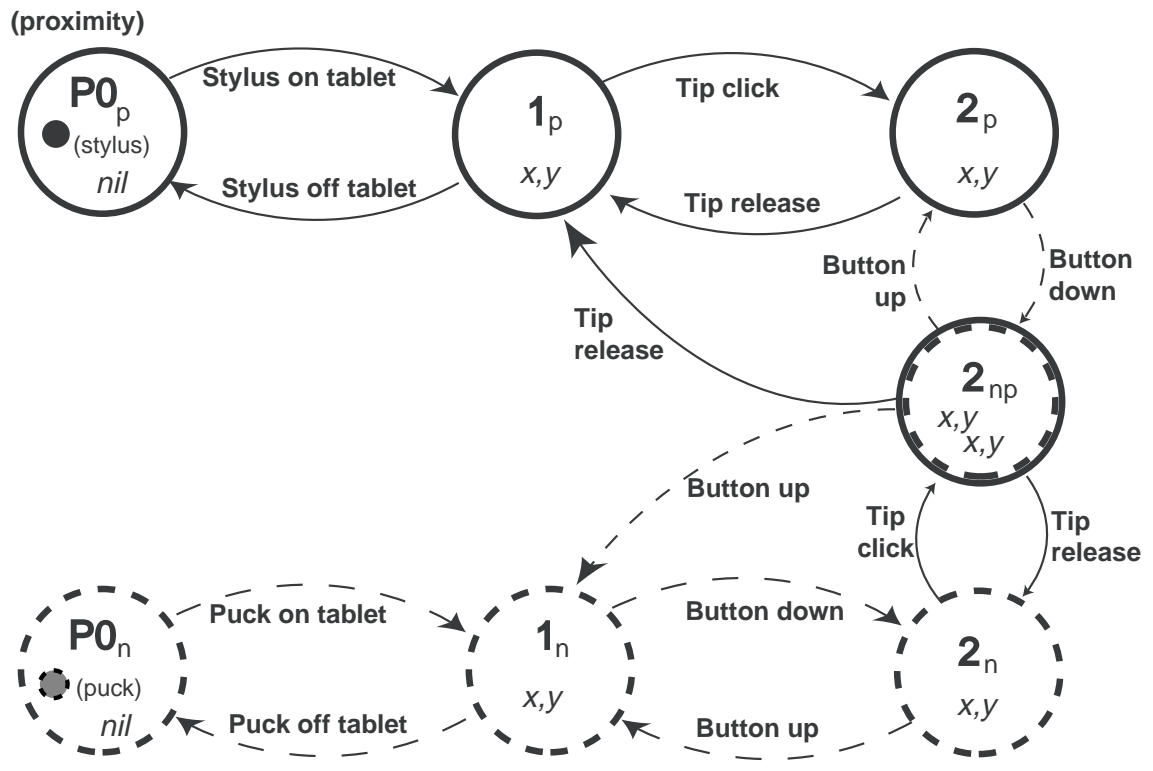 (proximity)
P0p
(stylus)
nil
Stylus on tablet
Stylus off tablet
1p
x,y
Tip click
Tip release
2p
x,y
Button
up
Button
down
Tip
release
2np
x,y
x,y
Button up
Tip
click
Tip
release
P0n
(puck)
nil
Puck on tablet
Puck off tablet
1n
x,y
Button down
Button up
2n
x,y